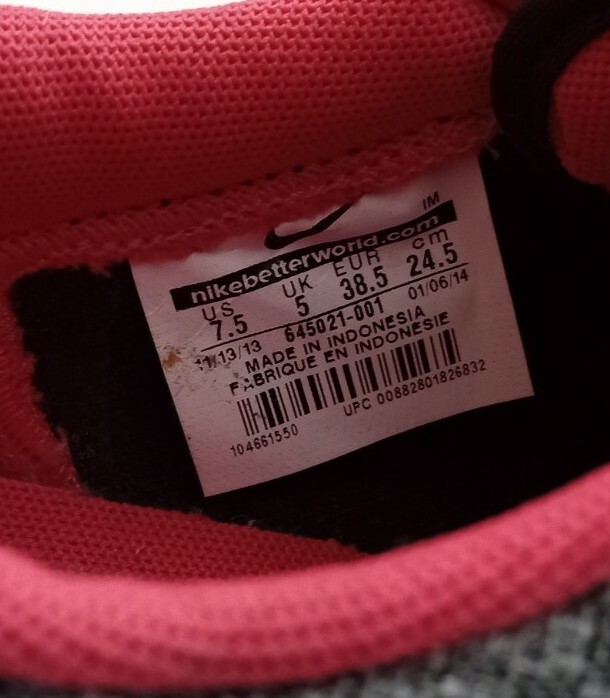 IM
nikebetterworld.com
US UK EUR cm
7.5 5 38.5 24.5
11/13/13 645021-001 01/06/14
MADE IN INDONESIA
FABRIQUE EN INDONESIE
104661550 UPC 00882801826832